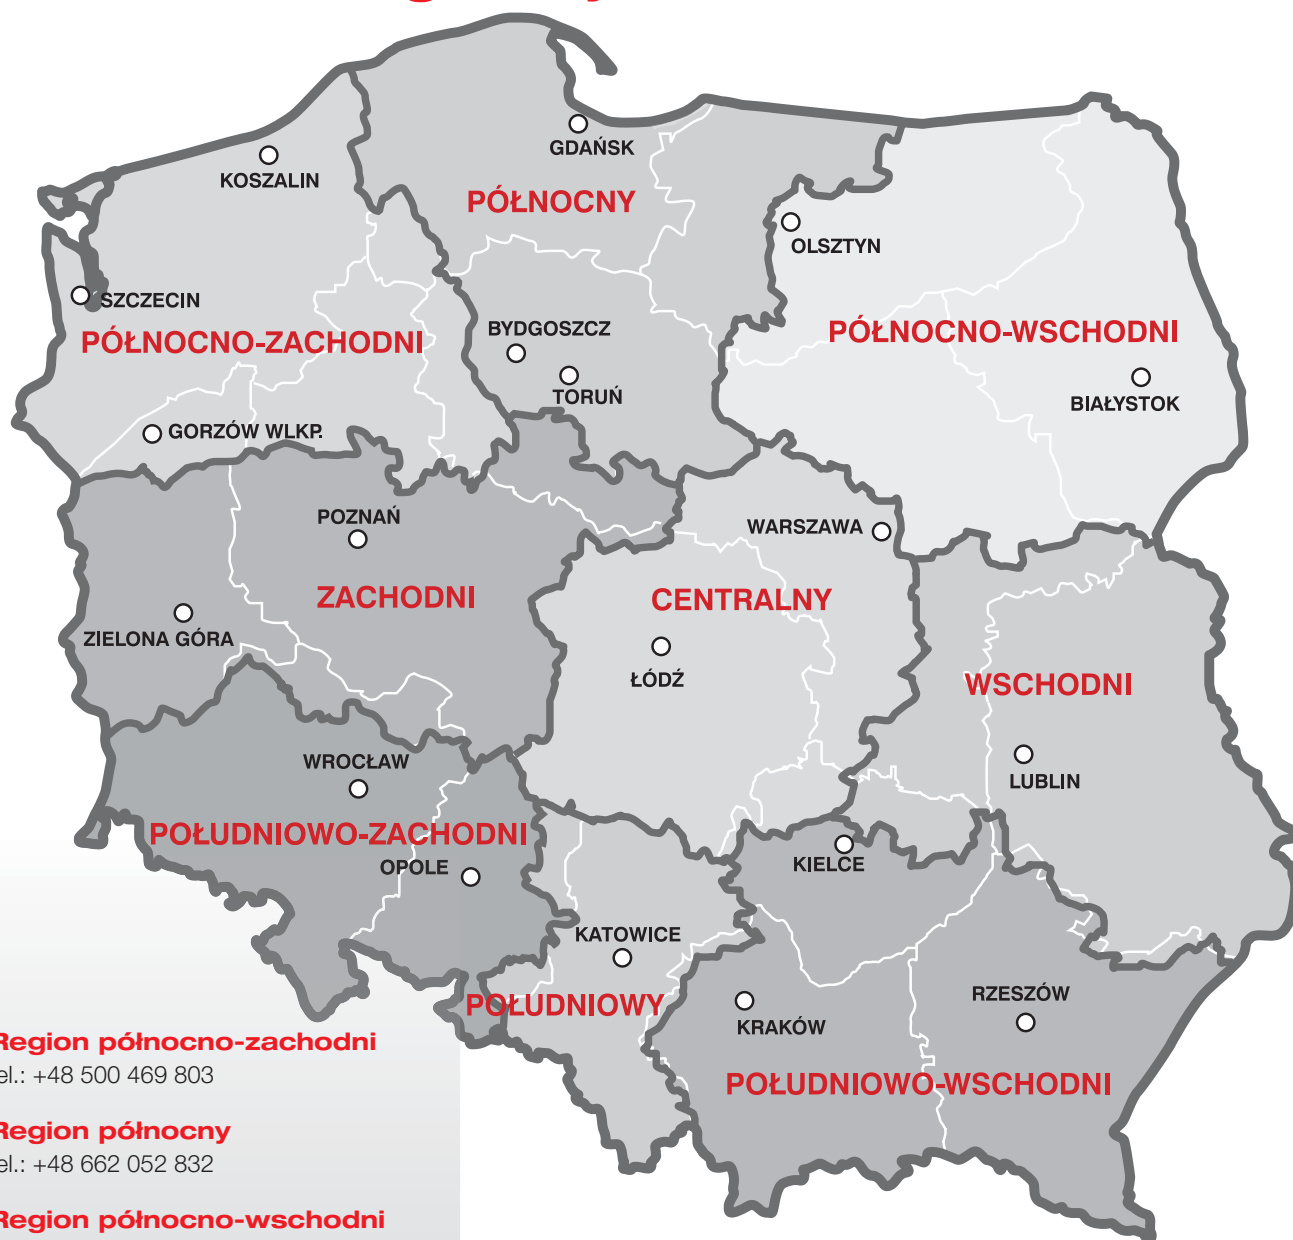 GDAŃSK
KOSZALIN
PÓŁNOCNY
OLSZTYN
SZCZECIN
BYDGOSZCZ
PÓŁNOCNO-ZACHODNI
PÓŁNOCNO-WSCHODNI
TORUŃ
BIAŁYSTOK
GORZÓW WLKP.
POZNAŃ
WARSZAWA
ZACHODNI
CENTRALNY
ZIELONA GÓRA
ŁÓDŹ
WSCHODNI
WROCŁAW
LUBLIN
POŁUDNIOWO-ZACHODNI
OPOLE
KIELCE
KATOWICE
RZESZÓW
POŁUDNIOWY
KRAKÓW
POŁUDNIOWO-WSCHODNI
Region północno-zachodni
el.: +48 500 469 803
Region północny
el.: +48 662 052 832
Region północno-wschodni